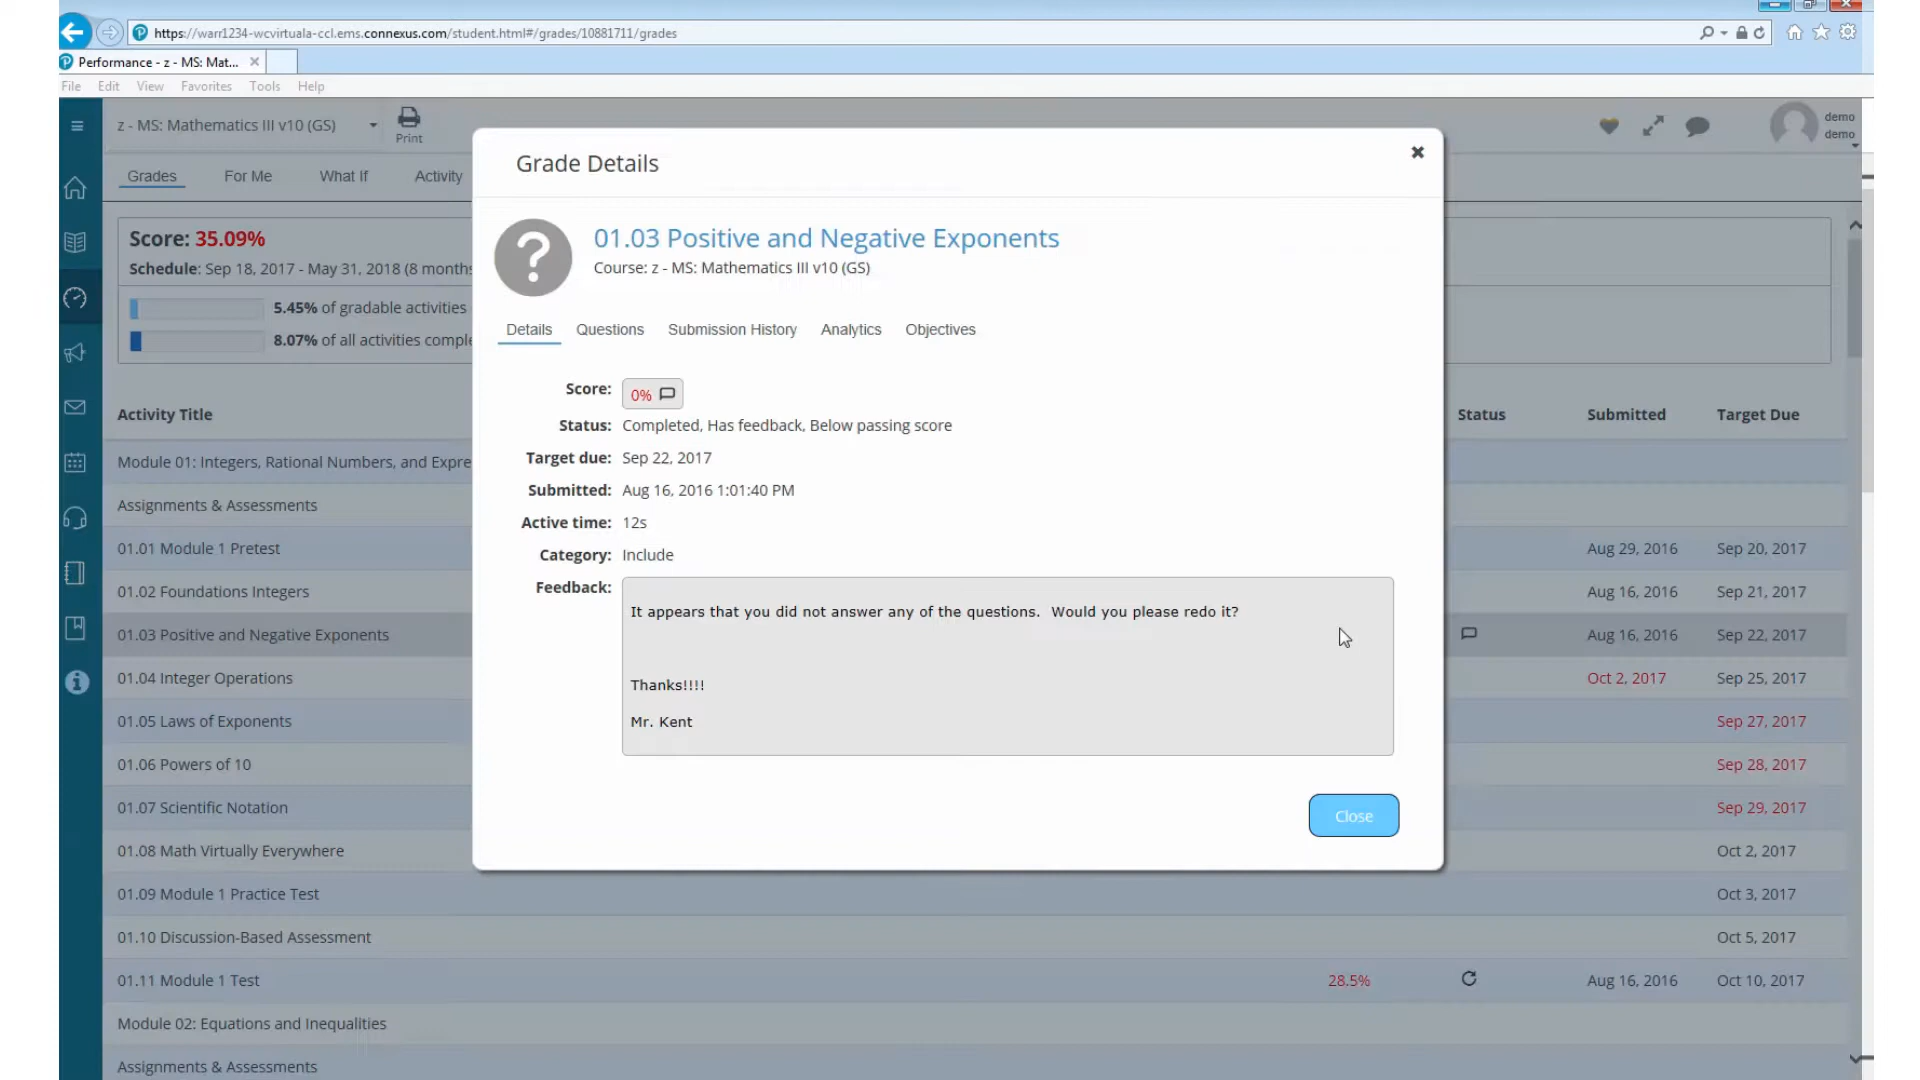 https://warr1234-wcvirtuala-ccl.ems.connexus.com/student.html#/grades/10881711/grades
Performance - z - MS: Mat...
File Edit View Favorites Tools Help
z - MS: Mathematics III v10 (GS)
Print
demo
demo
Grades For Me What If Activity
Score: 35.09%
Schedule: Sep 18, 2017 - May 31, 2018 (8 months
5.45% of gradable activities
8.07% of all activities comple
Activity Title Status Submitted Target Due
Module 01: Integers, Rational Numbers, and Expre
Assignments & Assessments
01.01 Module 1 Pretest Aug 29, 2016 Sep 20, 2017
01.02 Foundations Integers Aug 16, 2016 Sep 21, 2017
01.03 Positive and Negative Exponents Aug 16, 2016 Sep 22, 2017
01.04 Integer Operations Oct 2, 2017 Sep 25, 2017
01.05 Laws of Exponents Sep 27, 2017
01.06 Powers of 10 Sep 28, 2017
01.07 Scientific Notation Sep 29, 2017
01.08 Math Virtually Everywhere Oct 2, 2017
01.09 Module 1 Practice Test Oct 3, 2017
01.10 Discussion-Based Assessment Oct 5, 2017
01.11 Module 1 Test 28.5% Aug 16, 2016 Oct 10, 2017
Module 02: Equations and Inequalities
Assignments & Assessments
Grade Details
01.03 Positive and Negative Exponents
Course: z - MS: Mathematics III v10 (GS)
Details Questions Submission History Analytics Objectives
Score: 0%
Status: Completed, Has feedback, Below passing score
Target due: Sep 22, 2017
Submitted: Aug 16, 2016 1:01:40 PM
Active time: 12s
Category: Include
Feedback:
It appears that you did not answer any of the questions. Would you please redo it?
Thanks!!!!
Mr. Kent
Close